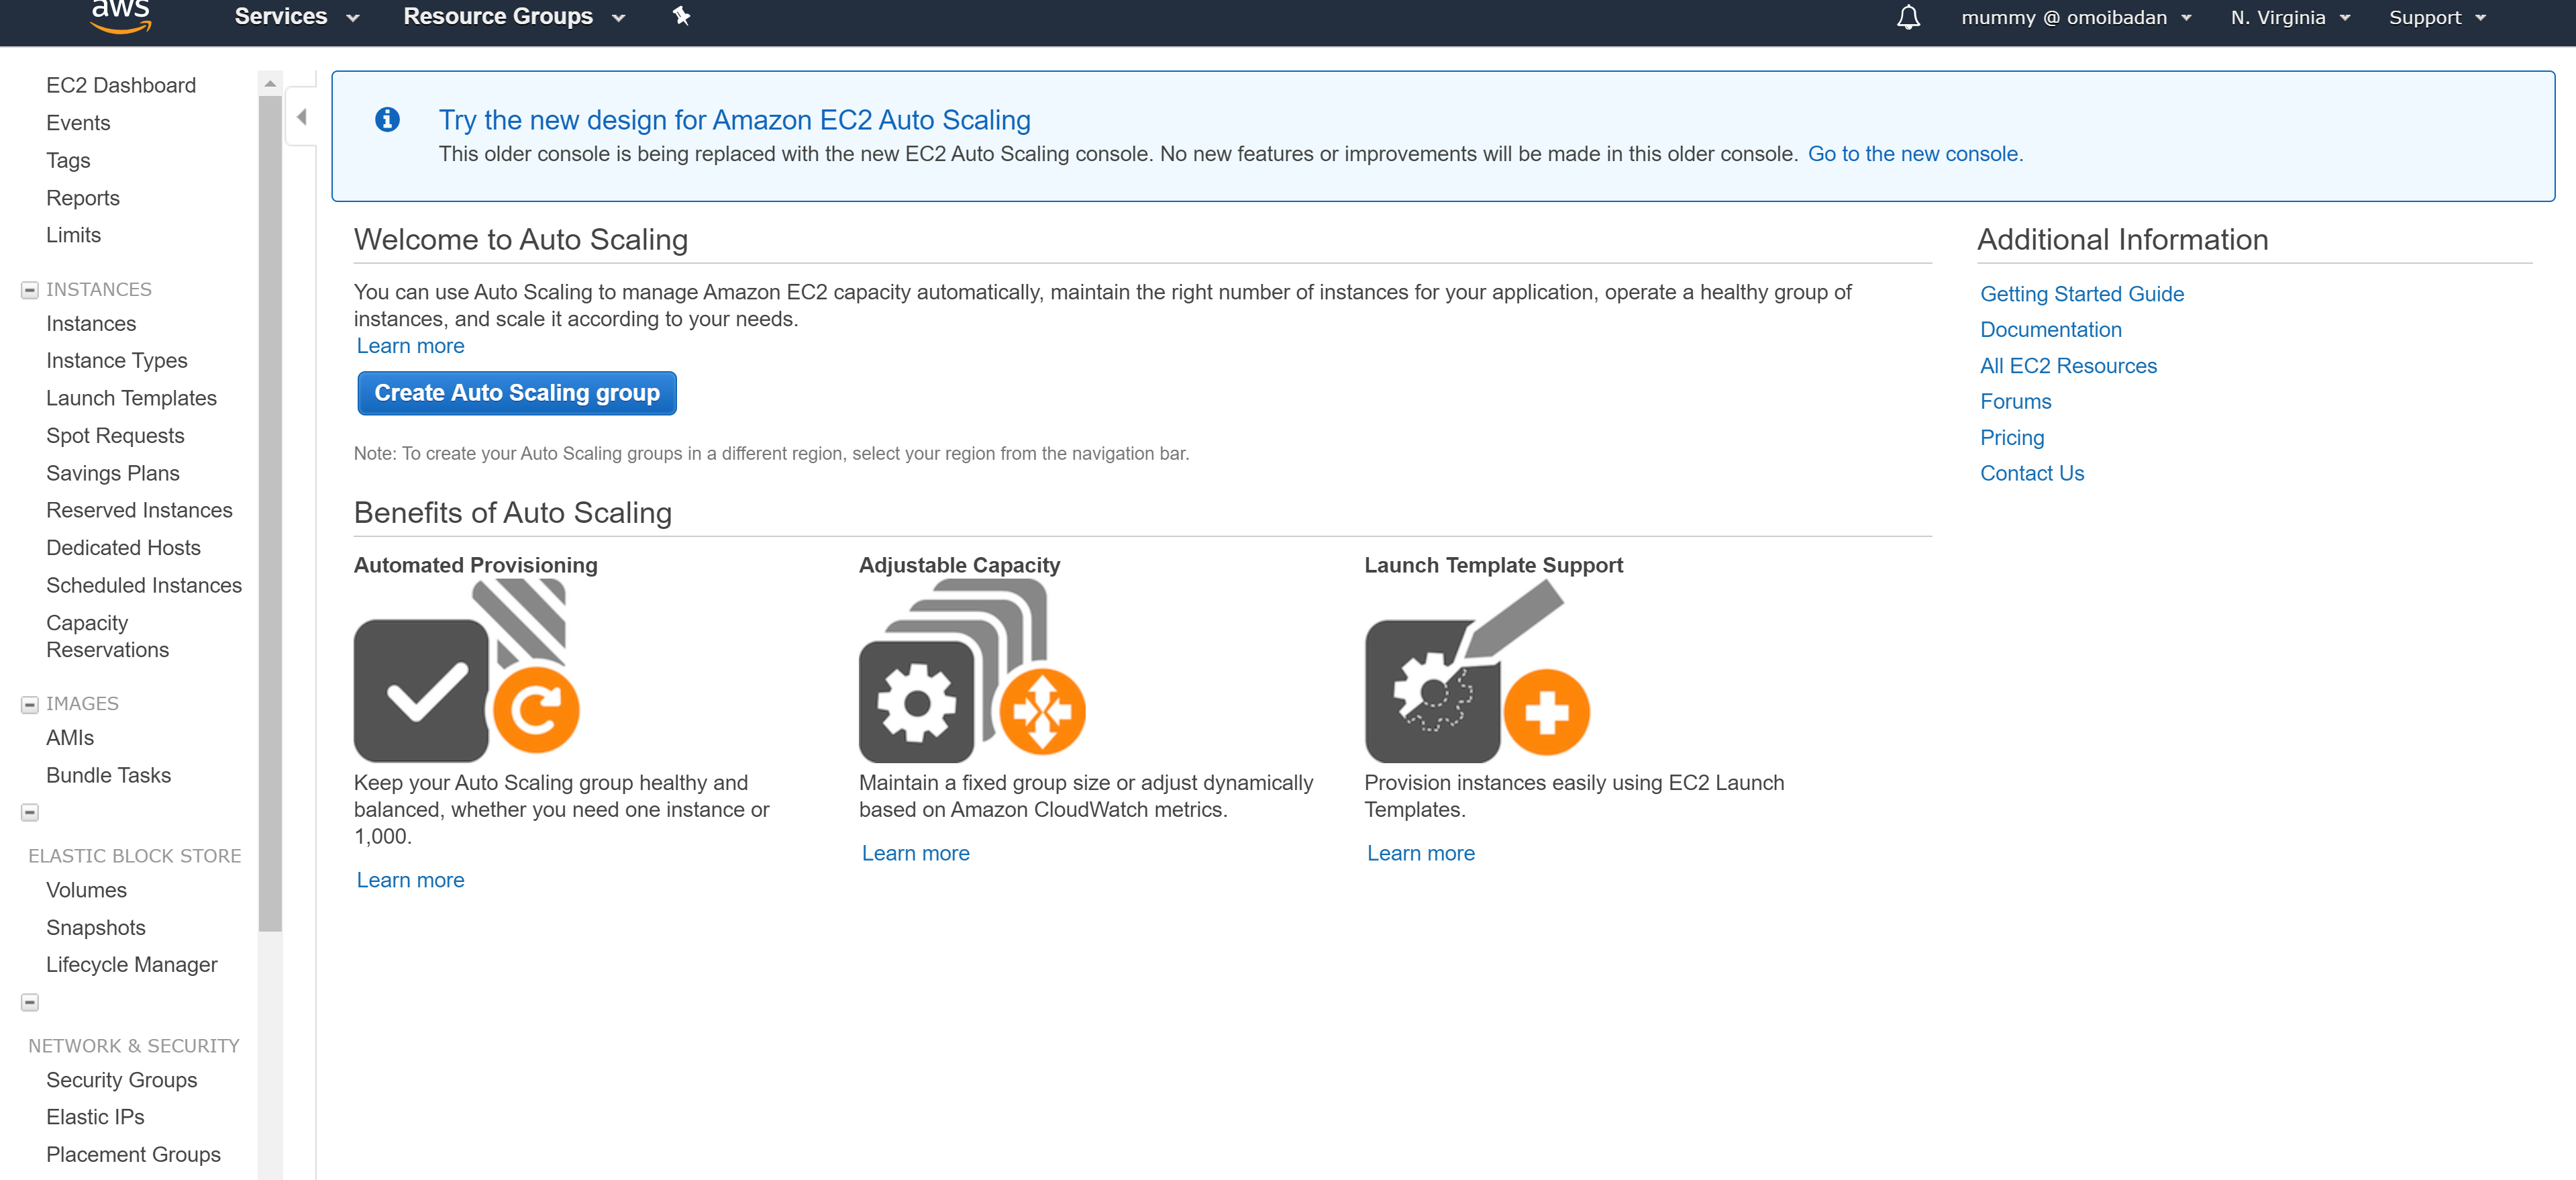 aws
Services
Resource Groups
mummy @ omoibadan
N. Virginia
Support
EC2 Dashboard
Events
Tags
Reports
Limits
INSTANCES
Instances
Instance Types
Launch Templates
Spot Requests
Savings Plans
Reserved Instances
Dedicated Hosts
Scheduled Instances
Capacity
Reservations
IMAGES
AMIs
Bundle Tasks
ELASTIC BLOCK STORE
Volumes
Snapshots
Lifecycle Manager
NETWORK & SECURITY
Security Groups
Elastic IPs
Placement Groups
Try the new design for Amazon EC2 Auto Scaling
This older console is being replaced with the new EC2 Auto Scaling console. No new features or improvements will be made in this older console. Go to the new console.
Welcome to Auto Scaling
You can use Auto Scaling to manage Amazon EC2 capacity automatically, maintain the right number of instances for your application, operate a healthy group of
instances, and scale it according to your needs.
Learn more
Create Auto Scaling group
Note: To create your Auto Scaling groups in a different region, select your region from the navigation bar.
Benefits of Auto Scaling
Automated Provisioning
Keep your Auto Scaling group healthy and
balanced, whether you need one instance or
1,000.
Learn more
Adjustable Capacity
Maintain a fixed group size or adjust dynamically
based on Amazon CloudWatch metrics.
Learn more
Launch Template Support
Provision instances easily using EC2 Launch
Templates.
Learn more
Additional Information
Getting Started Guide
Documentation
All EC2 Resources
Forums
Pricing
Contact Us